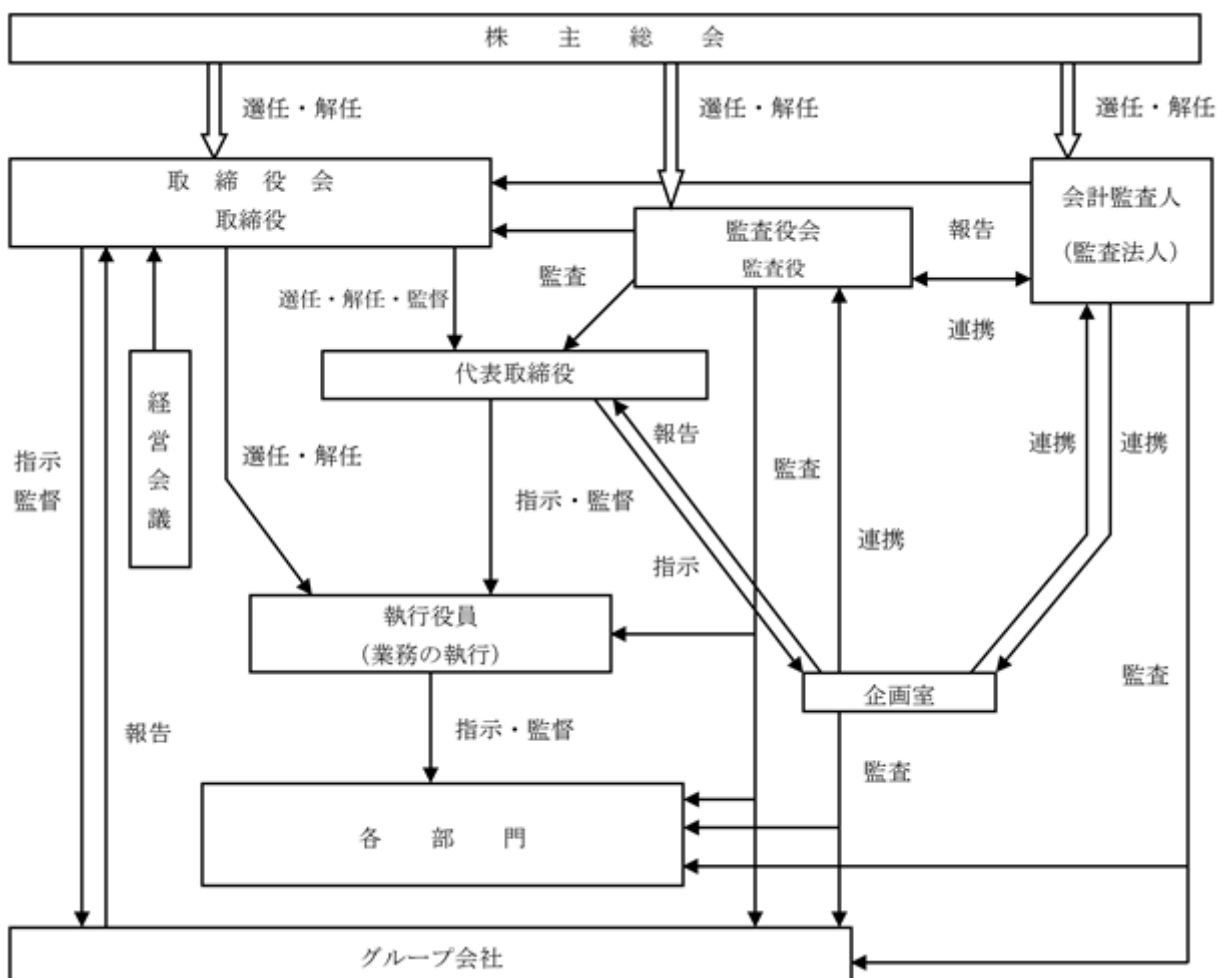 株主総会
選任・解任
選任・解任
選任・解任
取締役会
取締役
監査役会
監査役
会計監査人
(監査法人)
報告
監査
選任・解任・監督
連携
代表取締役
経営会議
報告
連携
連携
指示
監督
選任・解任
監査
指示・監督
連携
指示
執行役員
(業務の執行)
企画室
監査
報告
指示・監督
監査
各部門
グループ会社